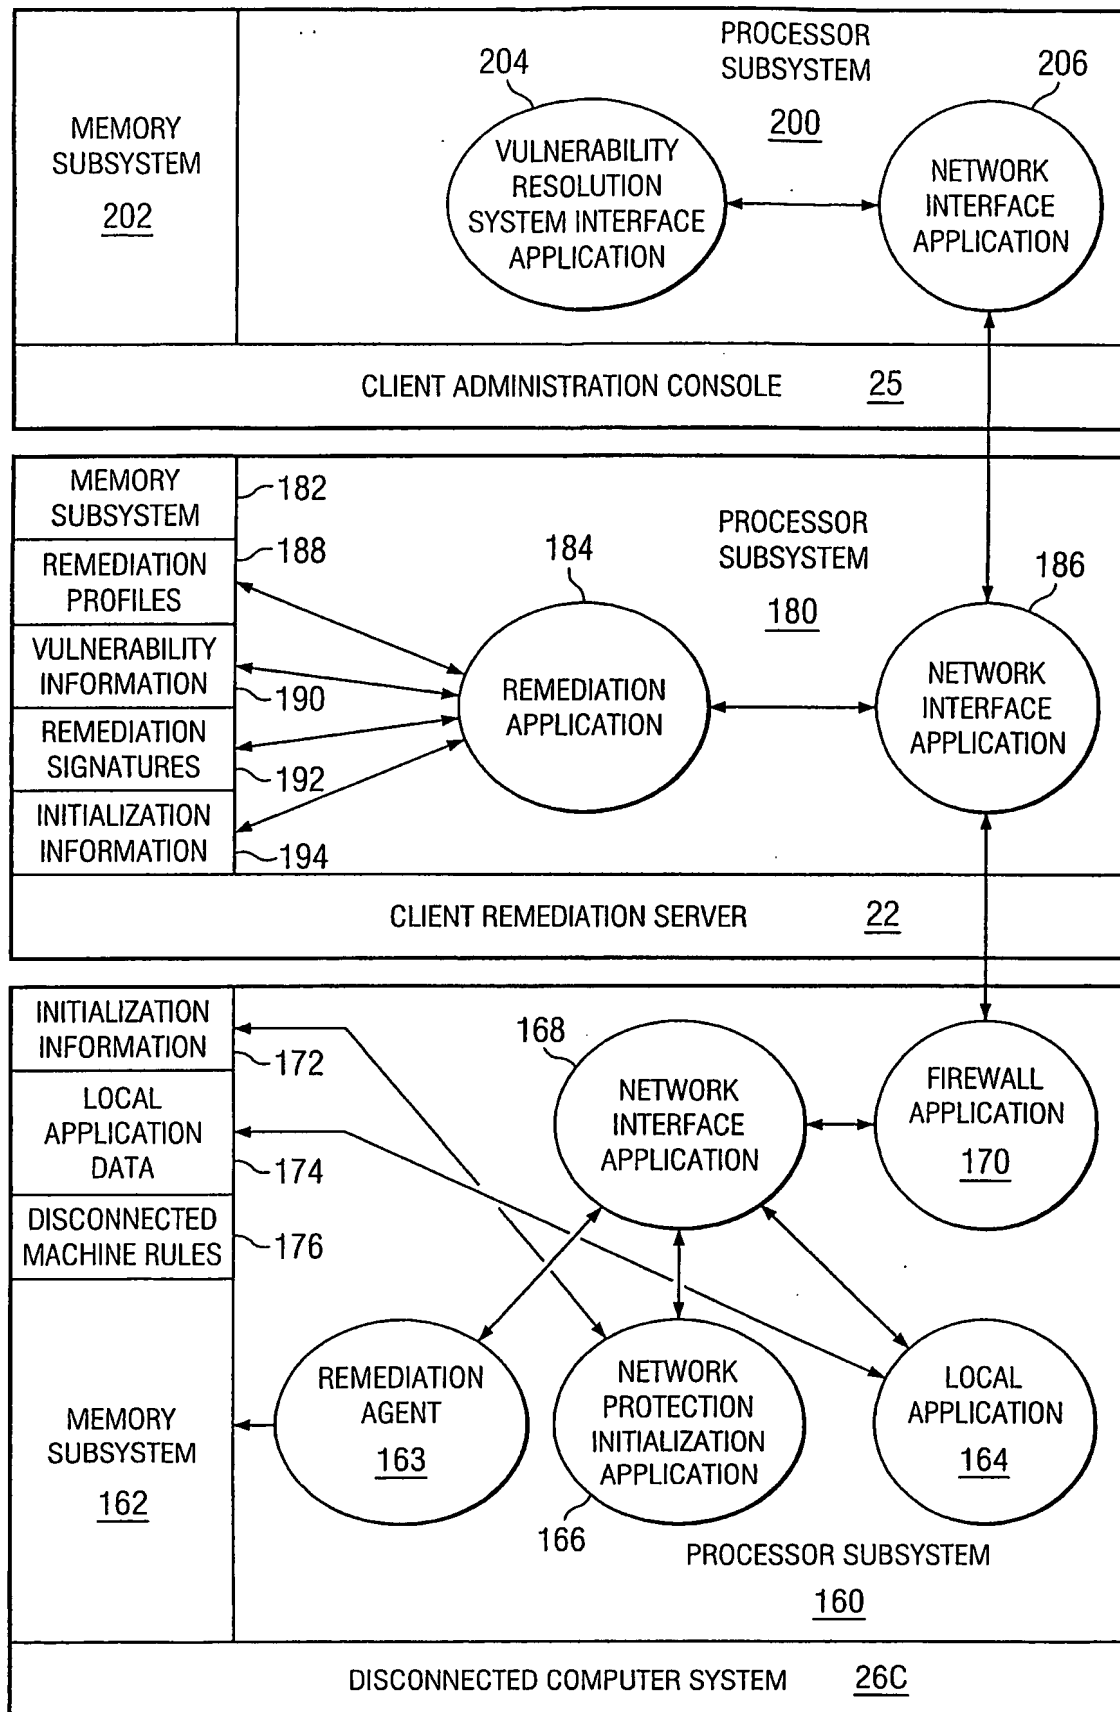 PROCESSOR
SUBSYSTEM
200
204
206
MEMORY
SUBSYSTEM
202
VULNERABILITY
RESOLUTION
SYSTEM INTERFACE
APPLICATION
NETWORK
INTERFACE
APPLICATION
CLIENT ADMINISTRATION CONSOLE 25
MEMORY
SUBSYSTEM
182
REMEDIATION
PROFILES
188
VULNERABILITY
INFORMATION
190
REMEDIATION
SIGNATURES
192
INITIALIZATION
INFORMATION
194
184
REMEDIATION
APPLICATION
PROCESSOR
SUBSYSTEM
180
186
NETWORK
INTERFACE
APPLICATION
CLIENT REMEDIATION SERVER 22
INITIALIZATION
INFORMATION
172
LOCAL
APPLICATION
DATA
174
DISCONNECTED
MACHINE RULES
176
MEMORY
SUBSYSTEM
162
168
NETWORK
INTERFACE
APPLICATION
FIREWALL
APPLICATION
170
REMEDIATION
AGENT
163
NETWORK
PROTECTION
INITIALIZATION
APPLICATION
166
LOCAL
APPLICATION
164
PROCESSOR SUBSYSTEM
160
DISCONNECTED COMPUTER SYSTEM 26C